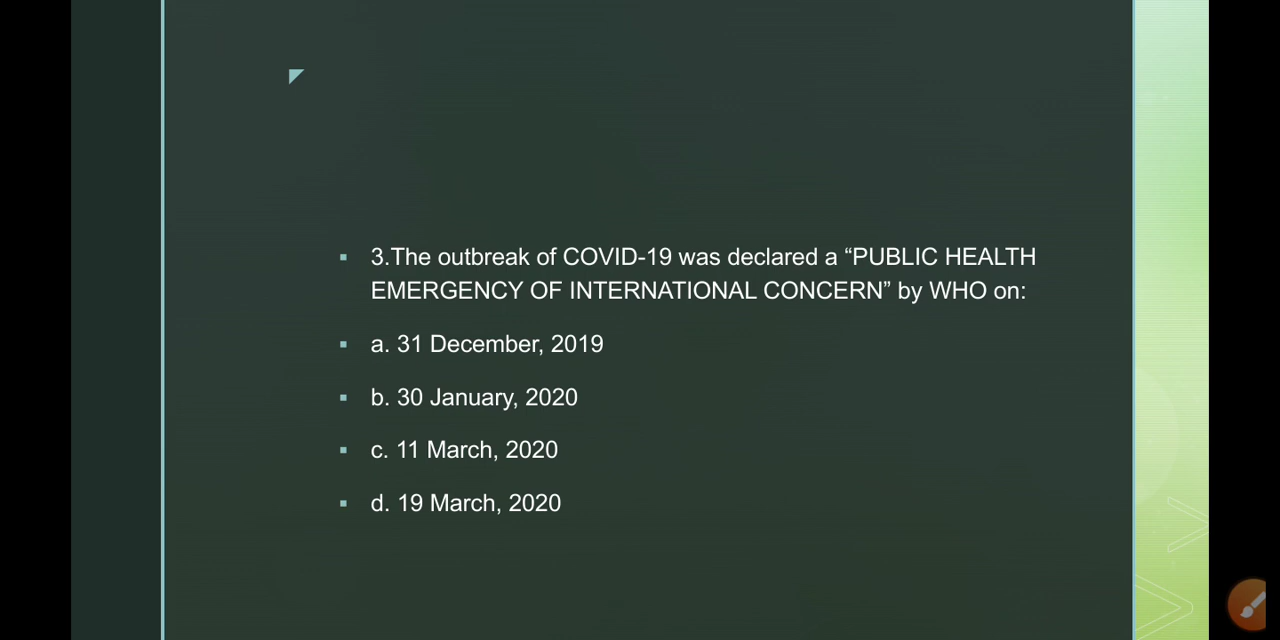 3.The outbreak of COVID-19 was declared a “PUBLIC HEALTH
EMERGENCY OF INTERNATIONAL CONCERN” by WHO on:
a. 31 December, 2019
b. 30 January, 2020
c. 11 March, 2020
d. 19 March, 2020